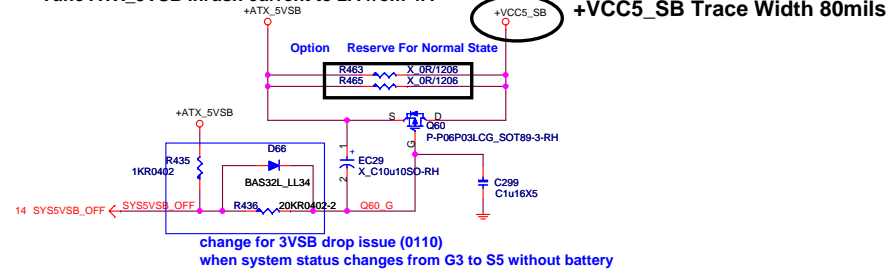 +ATX_5VSB
+VCC5_SB
+VCC5_SB Trace Width 80mils
Option Reserve For Normal State
R463 X_0R/1206
R465 X_0R/1206
+ATX_5VSB
S D
Q60
P-P06P03LCG_SOT89-3-RH
G
R435
1KR0402
D66
BAS32L_LL34
1
+
EC29
X_C10u10SO-RH
2
C299
C1u16X5
14 SYS5VSB_OFF
SYS5VSB_OFF
R436
20KR0402-2
Q60_G
change for 3VSB drop issue (0110)
when system status changes from G3 to S5 without battery